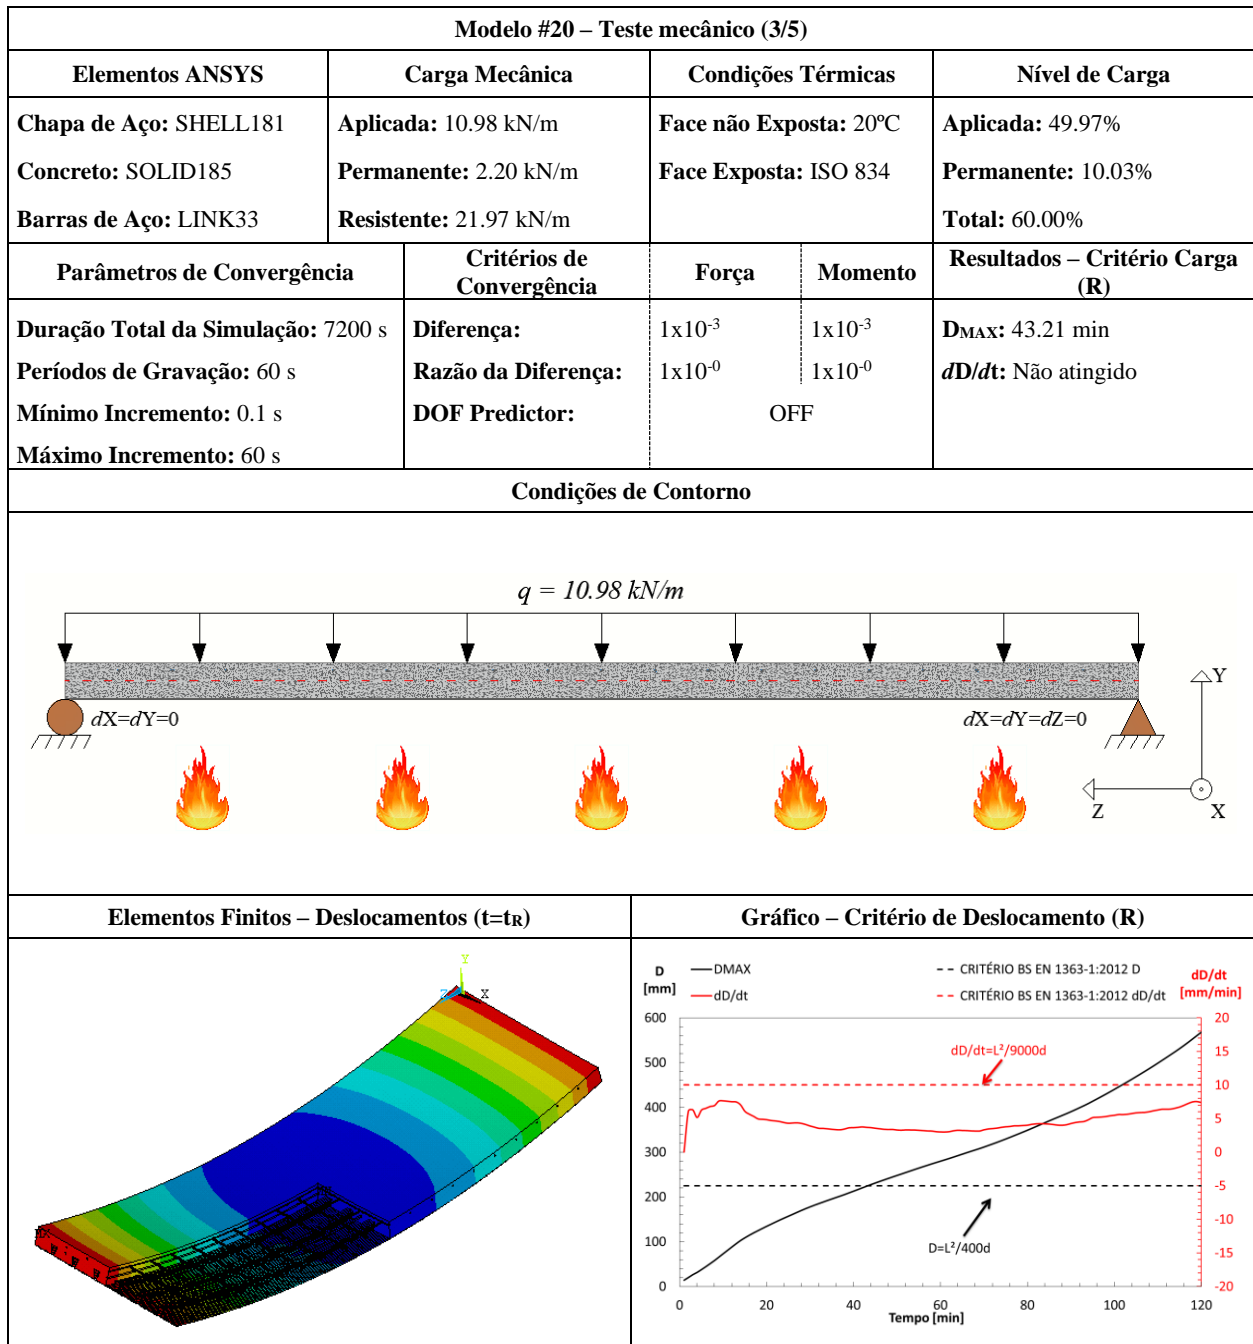 Modelo #20 – Teste mecânico (3/5)
Elementos ANSYS
Carga Mecânica
Condições Térmicas
Nível de Carga
Chapa de Aço: SHELL181
Concreto: SOLID185
Barras de Aço: LINK33
Aplicada: 10.98 kN/m
Permanente: 2.20 kN/m
Resistente: 21.97 kN/m
Face não Exposta: 20ºC
Face Exposta: ISO 834
Aplicada: 49.97%
Permanente: 10.03%
Total: 60.00%
Parâmetros de Convergência
Critérios de
Convergência
Força
Momento
Resultados – Critério Carga
(R)
Duração Total da Simulação: 7200 s
Períodos de Gravação: 60 s
Mínimo Incremento: 0.1 s
Máximo Incremento: 60 s
Diferença: 1x10⁻³ 1x10⁻³
Razão da Diferença: 1x10⁻⁰ 1x10⁻⁰
DOF Predictor: OFF
DMAX: 43.21 min
dD/dt: Não atingido
Condições de Contorno
q = 10.98 kN/m
dX=dY=0
dX=dY=dZ=0
Y
Z
X
Elementos Finitos – Deslocamentos (t=tR)
Gráfico – Critério de Deslocamento (R)
Y
Z
X
MX
D
[mm]
DMAX
dD/dt
CRITÉRIO BS EN 1363-1:2012 D
CRITÉRIO BS EN 1363-1:2012 dD/dt
dD/dt
[mm/min]
600
500
400
300
200
100
0
dD/dt=L²/9000d
D=L²/400d
20
15
10
5
0
-5
-10
-15
-20
0 20 40 60 80 100 120
Tempo [min]